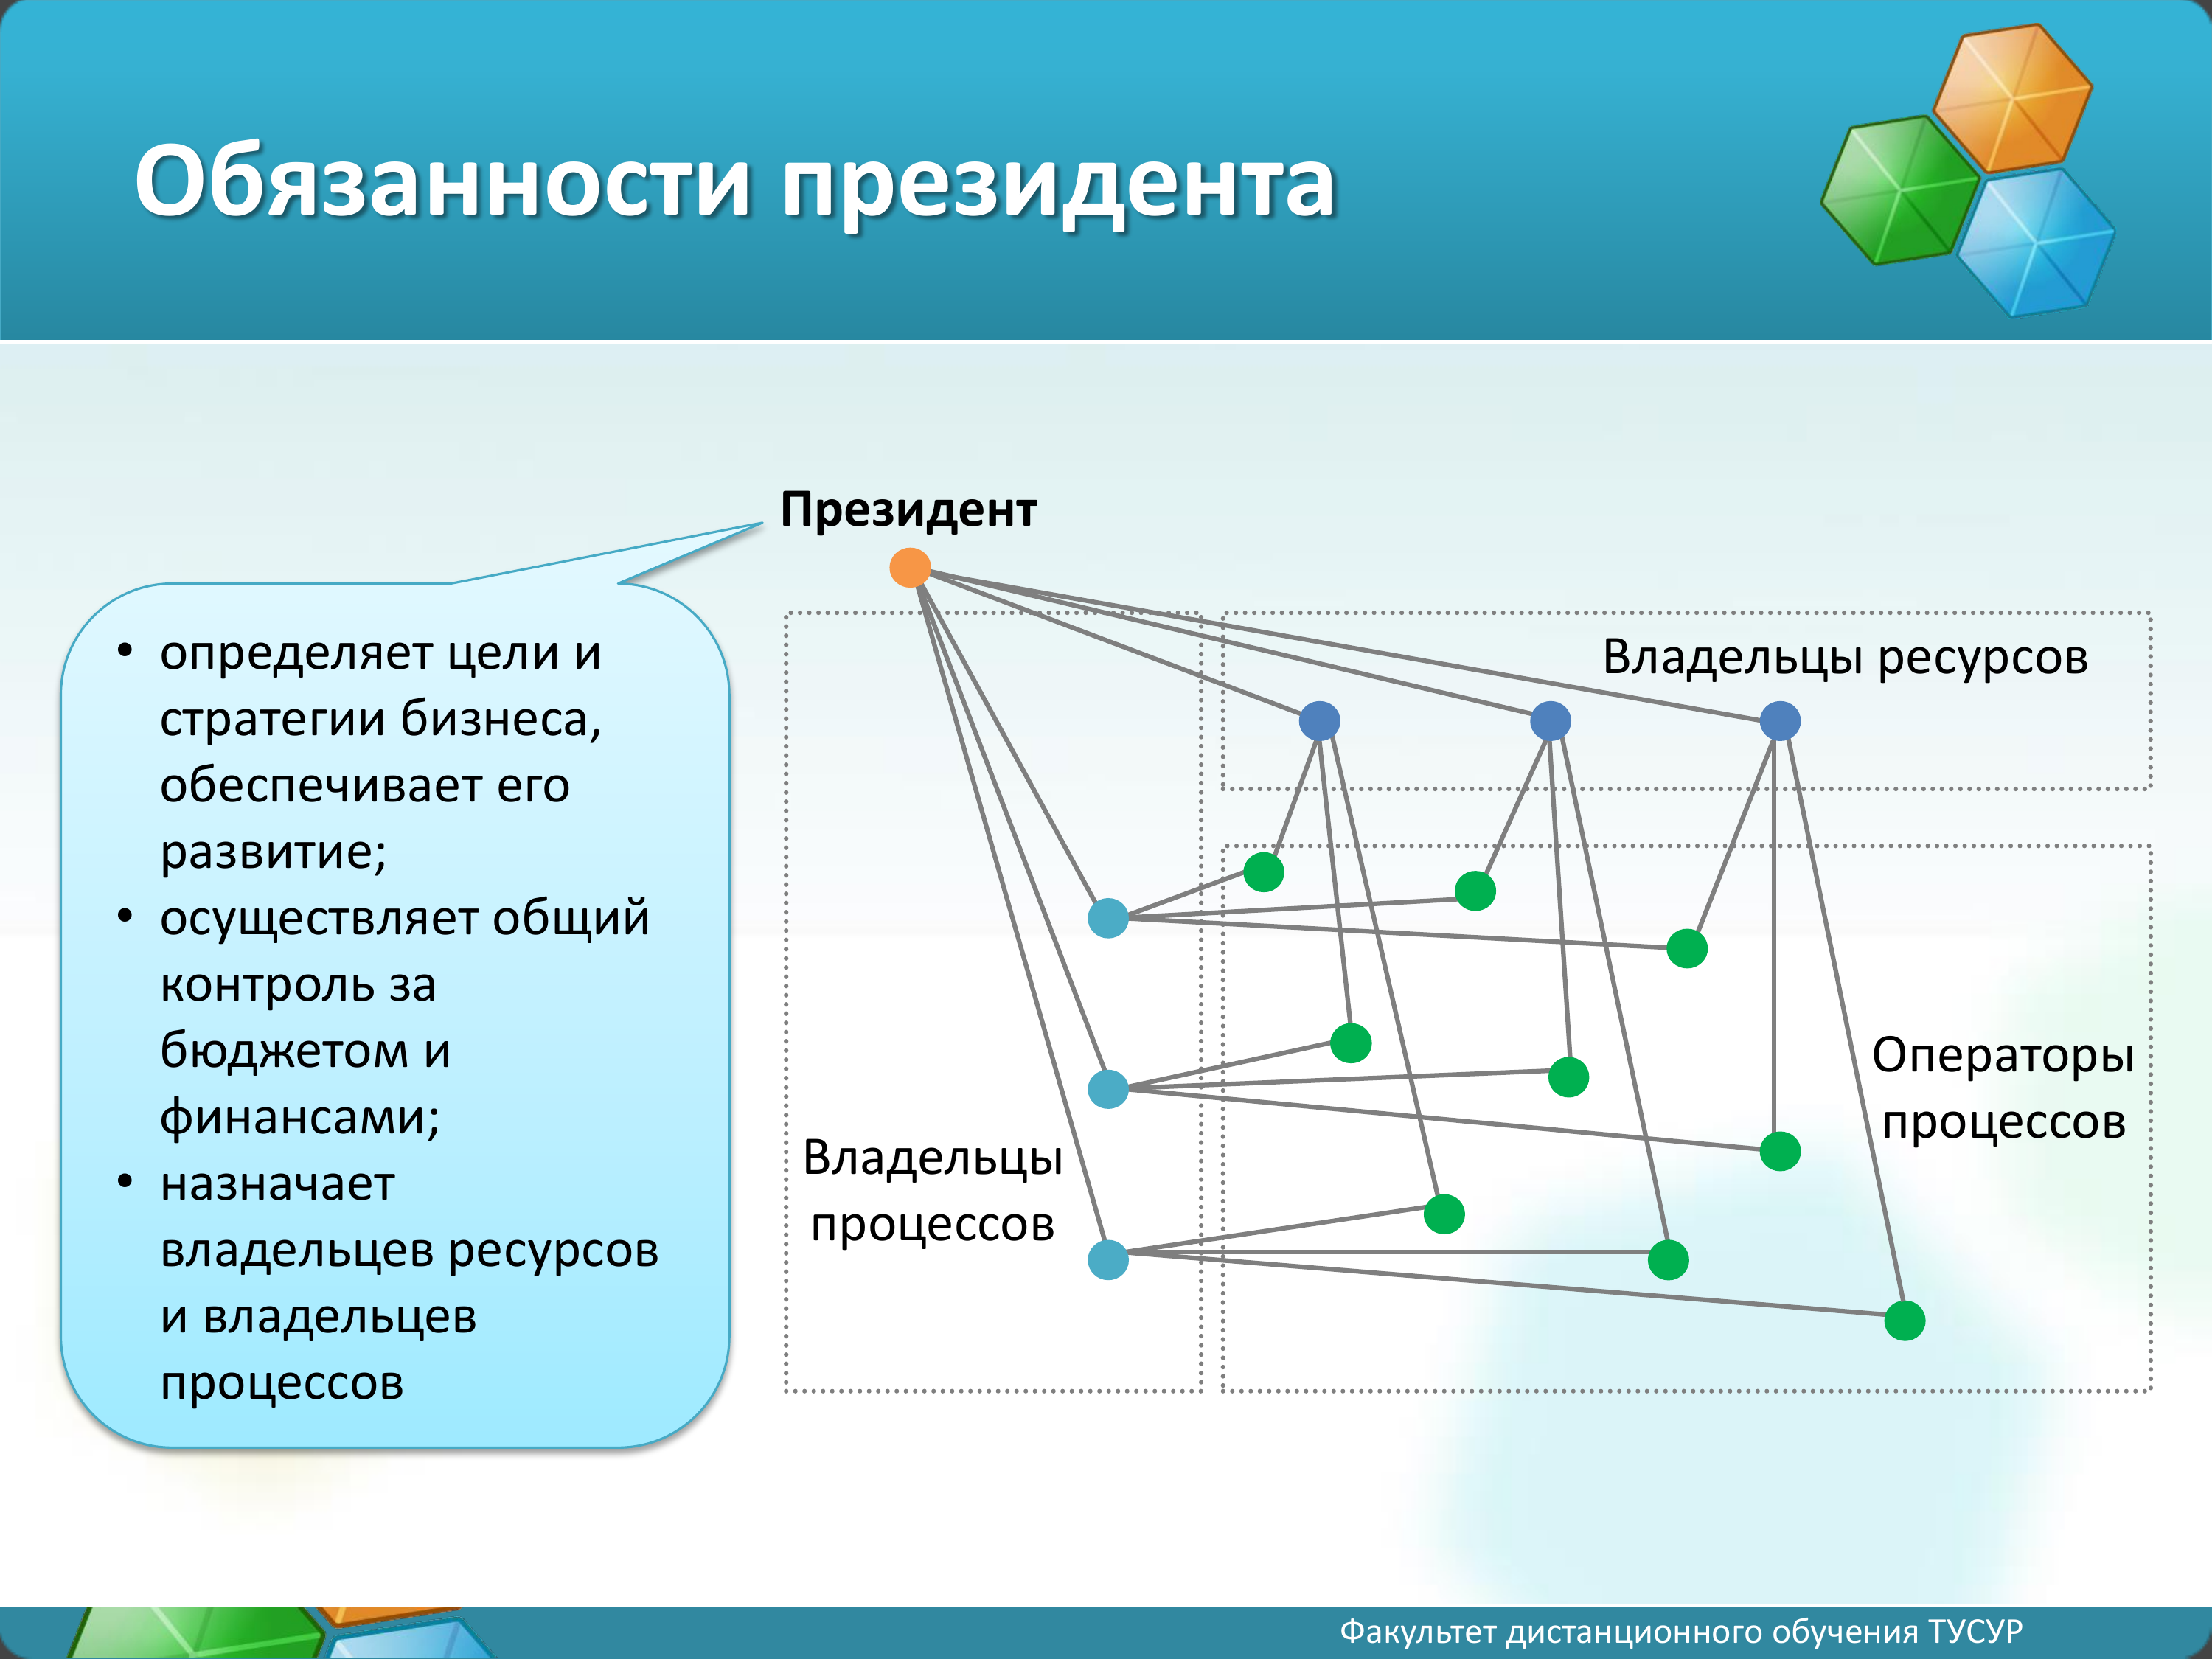 Обязанности президента
Президент
• определяет цели и
стратегии бизнеса,
обеспечивает его
развитие;
• осуществляет общий
контроль за
бюджетом и
финансами;
• назначает
владельцев ресурсов
и владельцев
процессов
Владельцы ресурсов
Операторы
процессов
Владельцы
процессов
Факультет дистанционного обучения ТУСУР